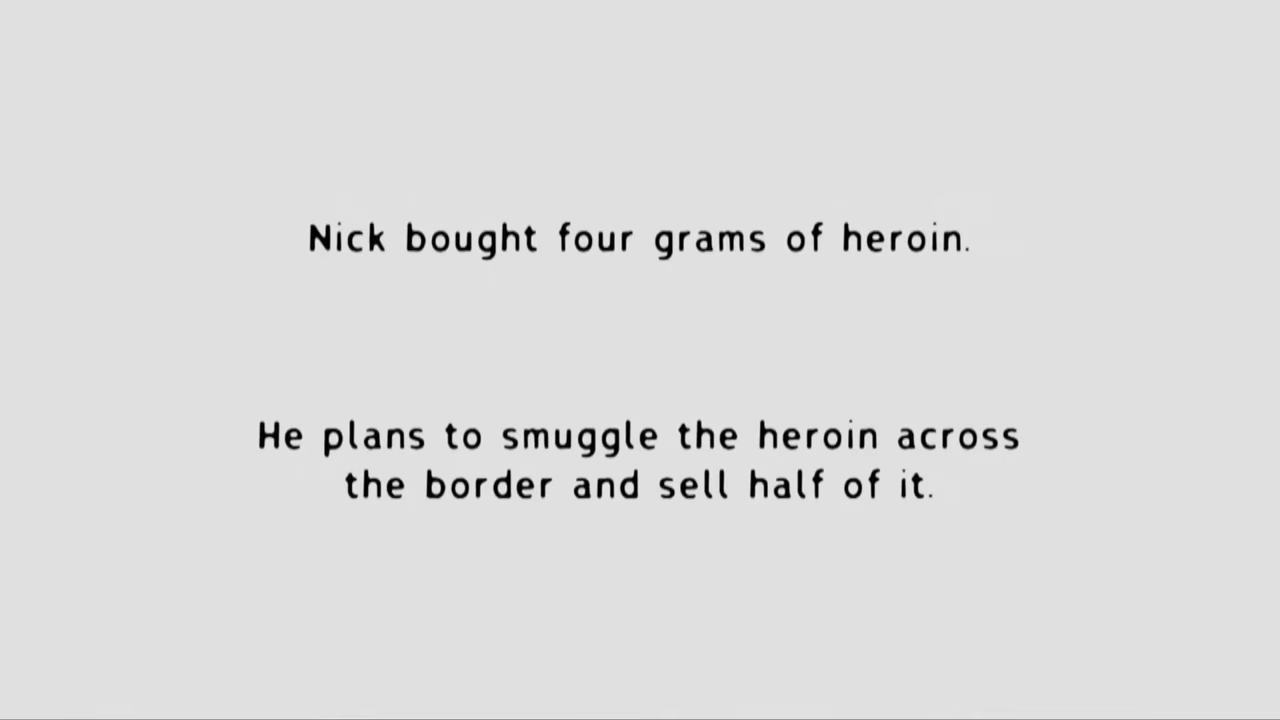 Nick bought four grams of heroin.
He plans to smuggle the heroin across
the border and sell half of it.